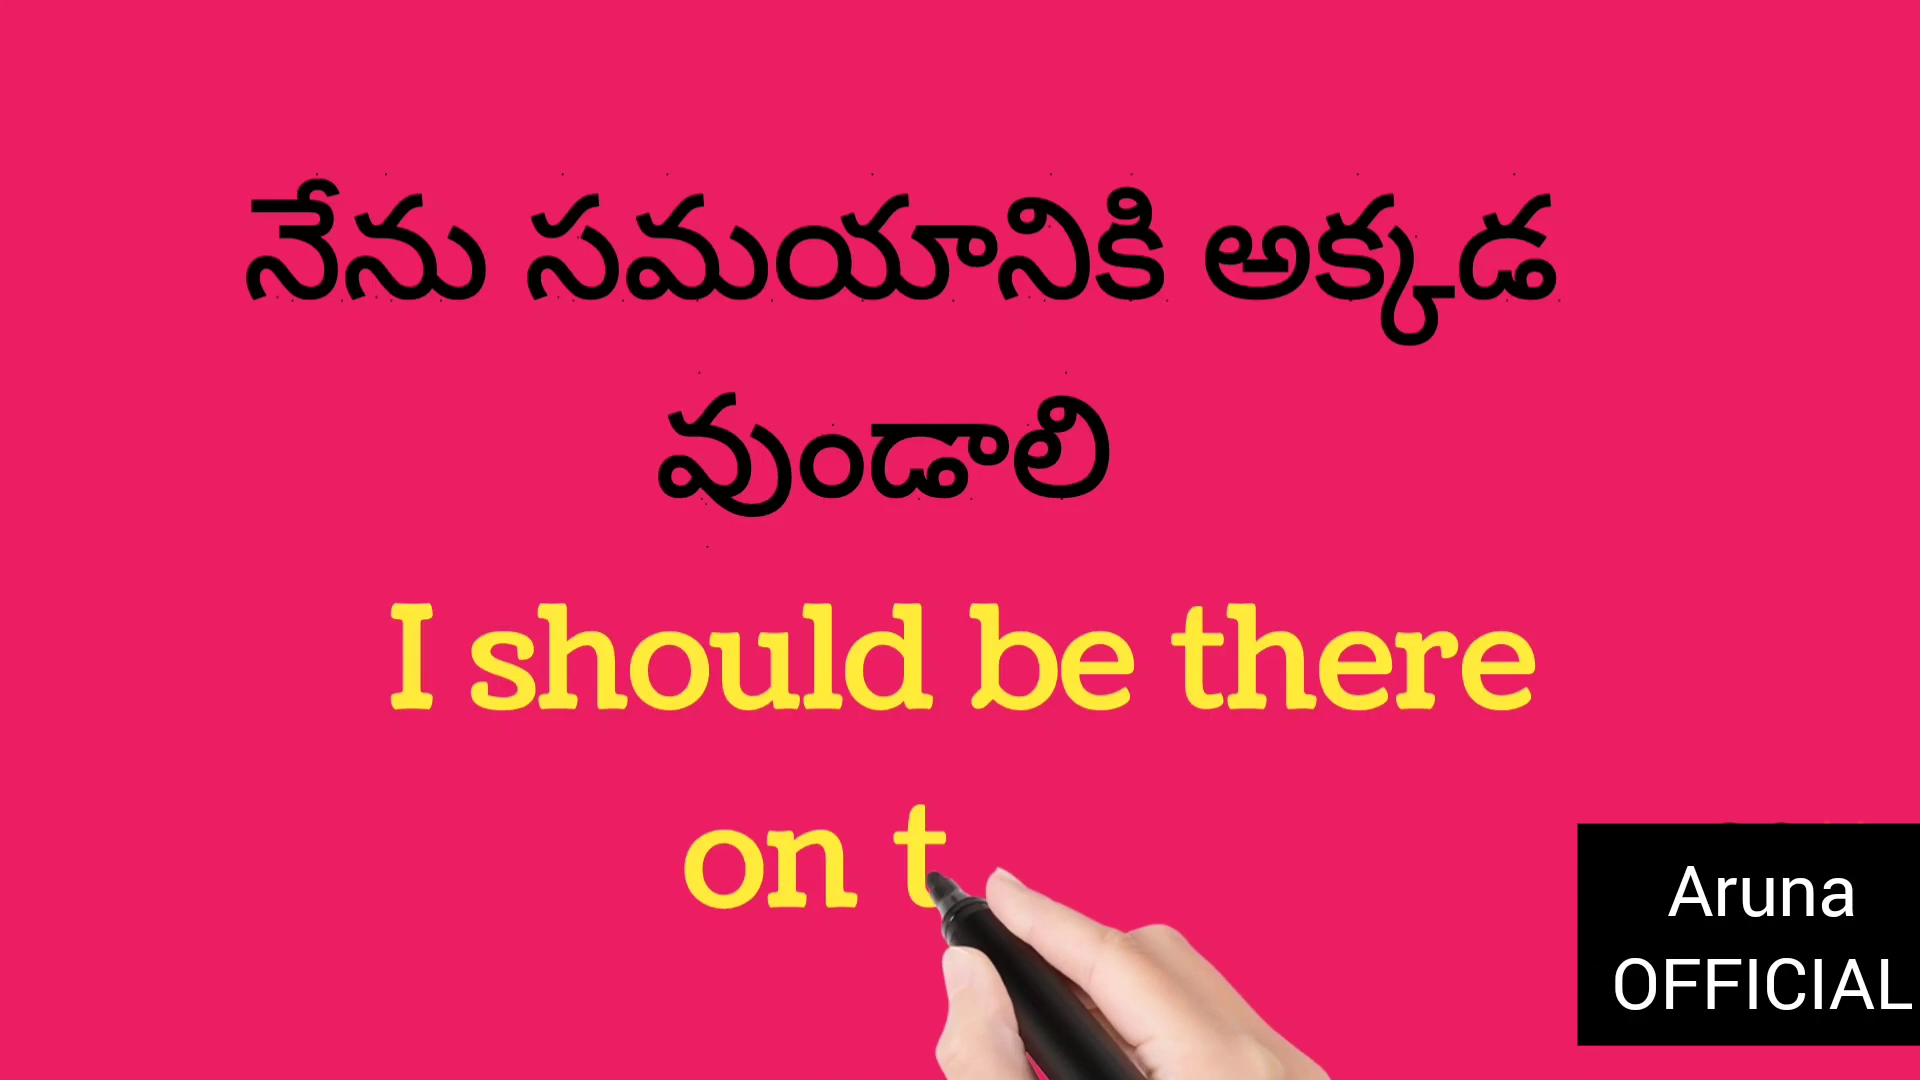 నేను సమయానికి అక్కడ
వుండాలి
I should be there
on t
Aruna
OFFICIAL